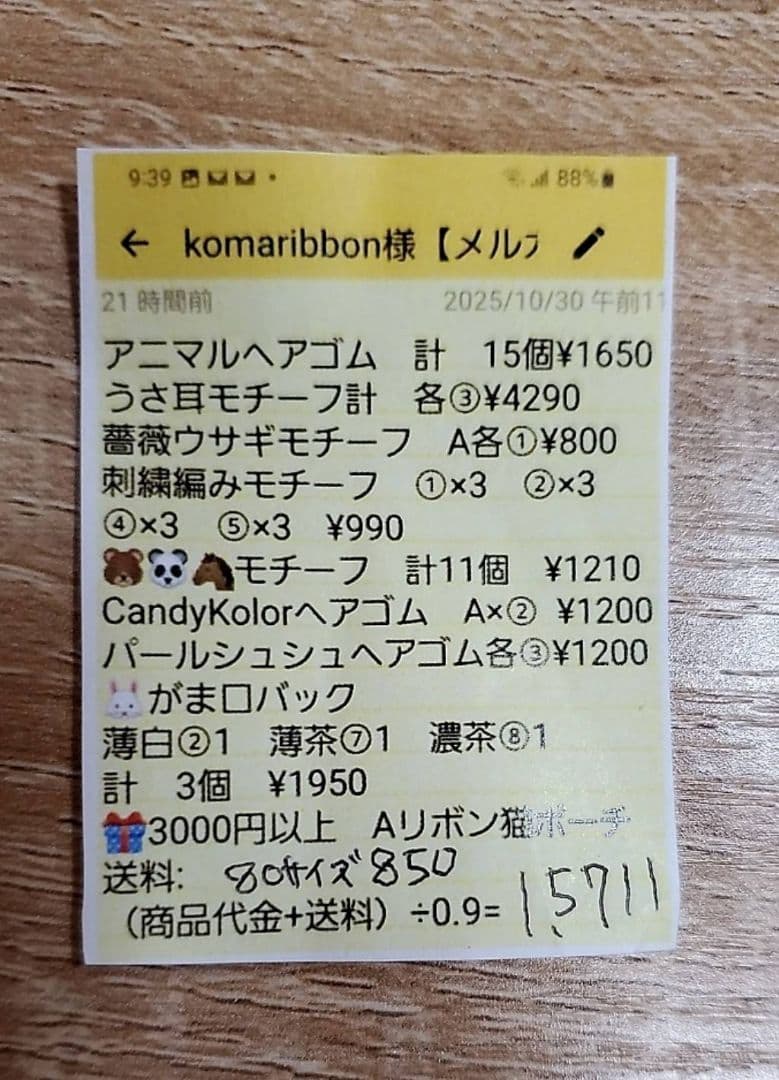 9:39 88%
← komaribbon様【メルフ
21 時間前 2025/10/30 午前11
アニマルヘアゴム 計 15個¥1650
うさ耳モチーフ計 各③¥4290
薔薇ウサギモチーフ A各①¥800
刺繍編みモチーフ ①×3 ②×3
④×3 ⑤×3 ¥990
🐻🐼🐴モチーフ 計11個 ¥1210
CandyKolorヘアゴム A×② ¥1200
パールシュシュヘアゴム各③¥1200
🐰がま口バック
薄白②1 薄茶⑦1 濃茶⑧1
計 3個 ¥1950
🎁3000円以上 Aリボン猫ポーチ
送料: 80サイズ 850
（商品代金+送料）÷0.9= 15711